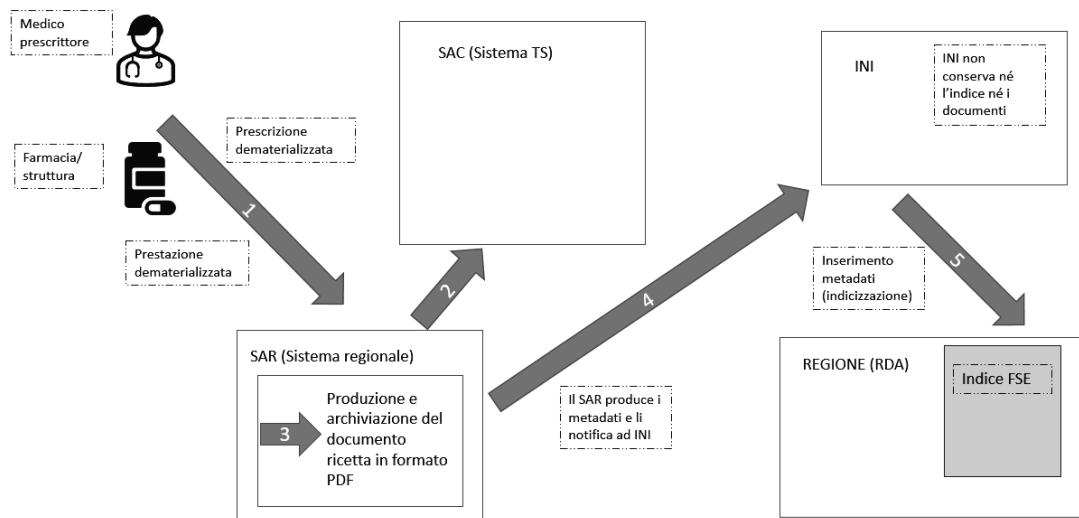 Medico
prescrittore
Farmacia/
struttura
Prescrizione
dematerializzata
1
Prestazione
dematerializzata
SAC (Sistema TS)
2
SAR (Sistema regionale)
3
Produzione e
archiviazione del
documento
ricetta in formato
PDF
4
Il SAR produce i
metadati e li
notifica ad INI
INI
INI non
conserva né
l'indice né i
documenti
5
Inserimento
metadati
(indicizzazione)
REGIONE (RDA)
Indice FSE